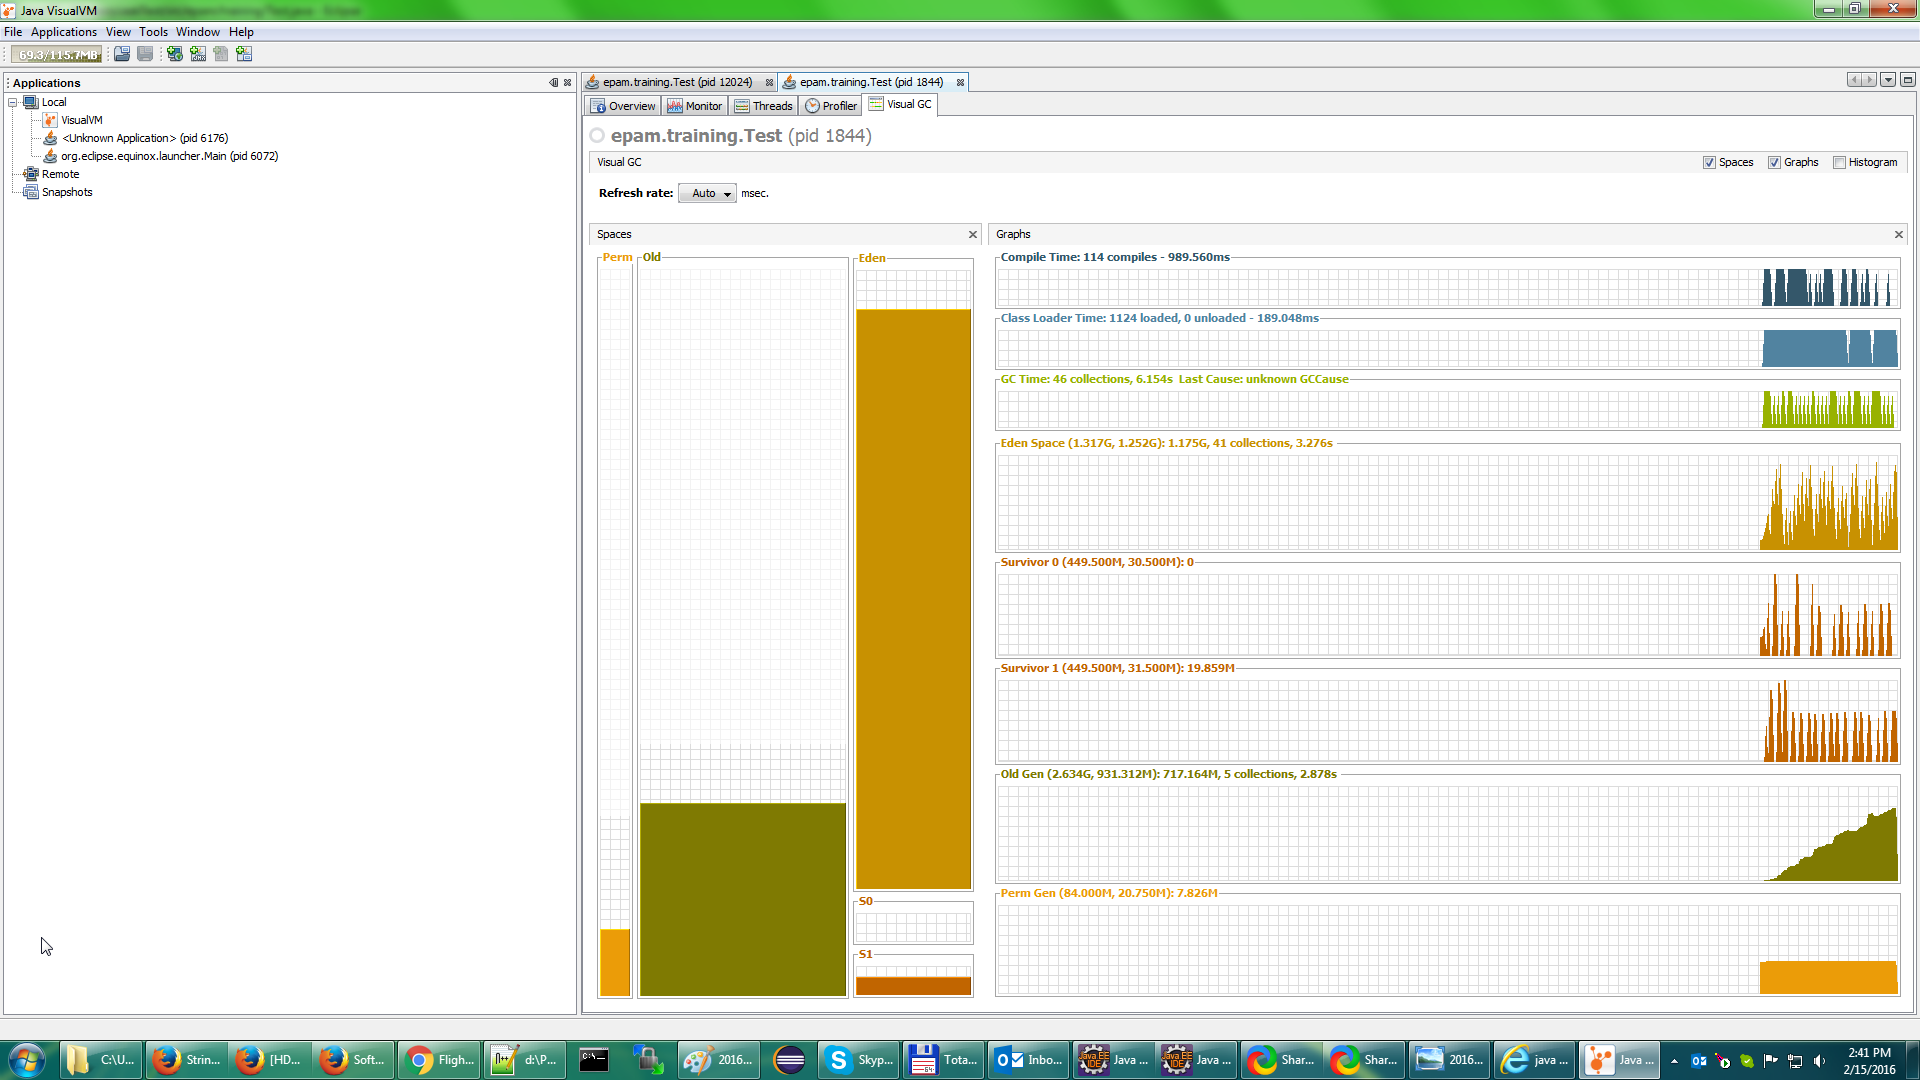 Java VisualVM
File Applications View Tools Window Help
69.3/115.7MB
Applications
Local
VisualVM
<Unknown Application> (pid 6176)
org.eclipse.equinox.launcher.Main (pid 6072)
Remote
Snapshots
epam.training.Test (pid 12024)
epam.training.Test (pid 1844)
Overview
Monitor
Threads
Profiler
Visual GC
epam.training.Test (pid 1844)
Visual GC
Spaces
Graphs
Histogram
Refresh rate: Auto msec.
Spaces
Perm
Old
Eden
S0
S1
Graphs
Compile Time: 114 compiles - 989.560ms
Class Loader Time: 1124 loaded, 0 unloaded - 189.048ms
GC Time: 46 collections, 6.154s Last Cause: unknown GCCause
Eden Space (1.317G, 1.252G): 1.175G, 41 collections, 3.276s
Survivor 0 (449.500M, 30.500M): 0
Survivor 1 (449.500M, 31.500M): 19.859M
Old Gen (2.634G, 931.312M): 717.164M, 5 collections, 2.878s
Perm Gen (84.000M, 20.750M): 7.826M
C:\U...
Strin...
[HD...
Soft...
Fligh...
d:\P...
2016...
Skyp...
Tota...
Inbo...
Java ...
Java ...
Shar...
Shar...
2016...
java ...
Java ...
2:41 PM
2/15/2016